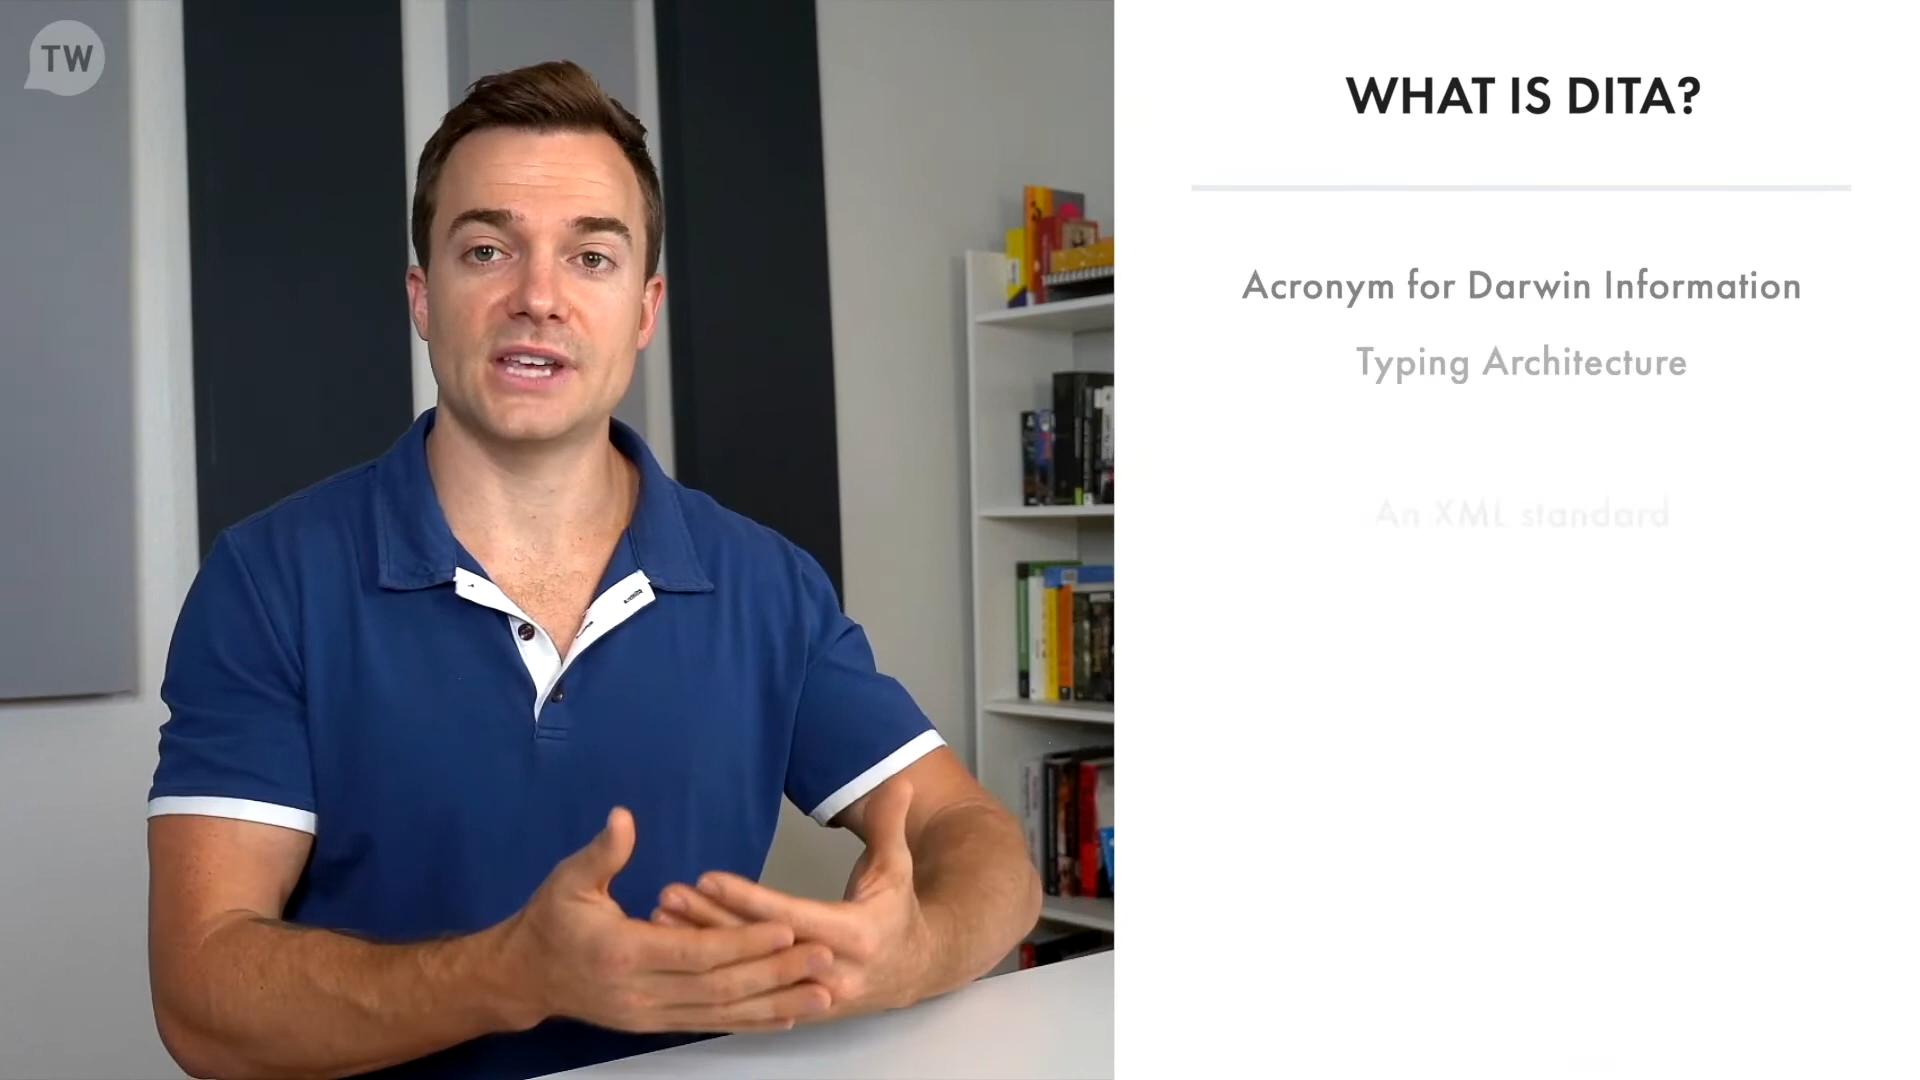 TW
WHAT IS DITA?
Acronym for Darwin Information
Typing Architecture
An XML standard